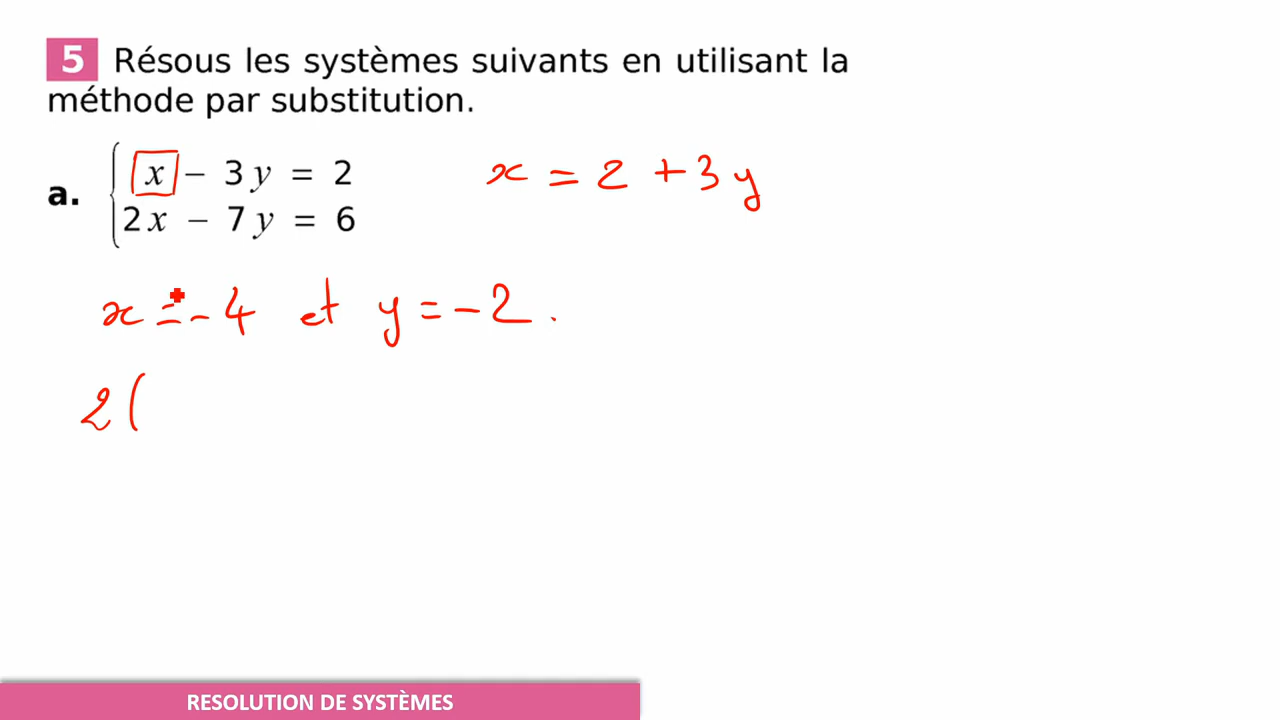 5 Résous les systèmes suivants en utilisant la
méthode par substitution.
a. { x - 3y = 2
2x - 7y = 6
x = 2 + 3y
x = -4 et y = -2.
2(
RESOLUTION DE SYSTÈMES